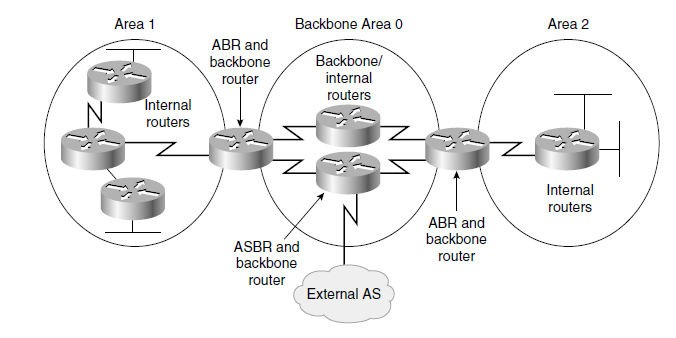 Area 1
Backbone Area 0
Area 2
ABR and
backbone
router
Backbone/
internal
routers
Internal
routers
Internal
routers
ASBR and
backbone
router
ABR and
backbone
router
External AS